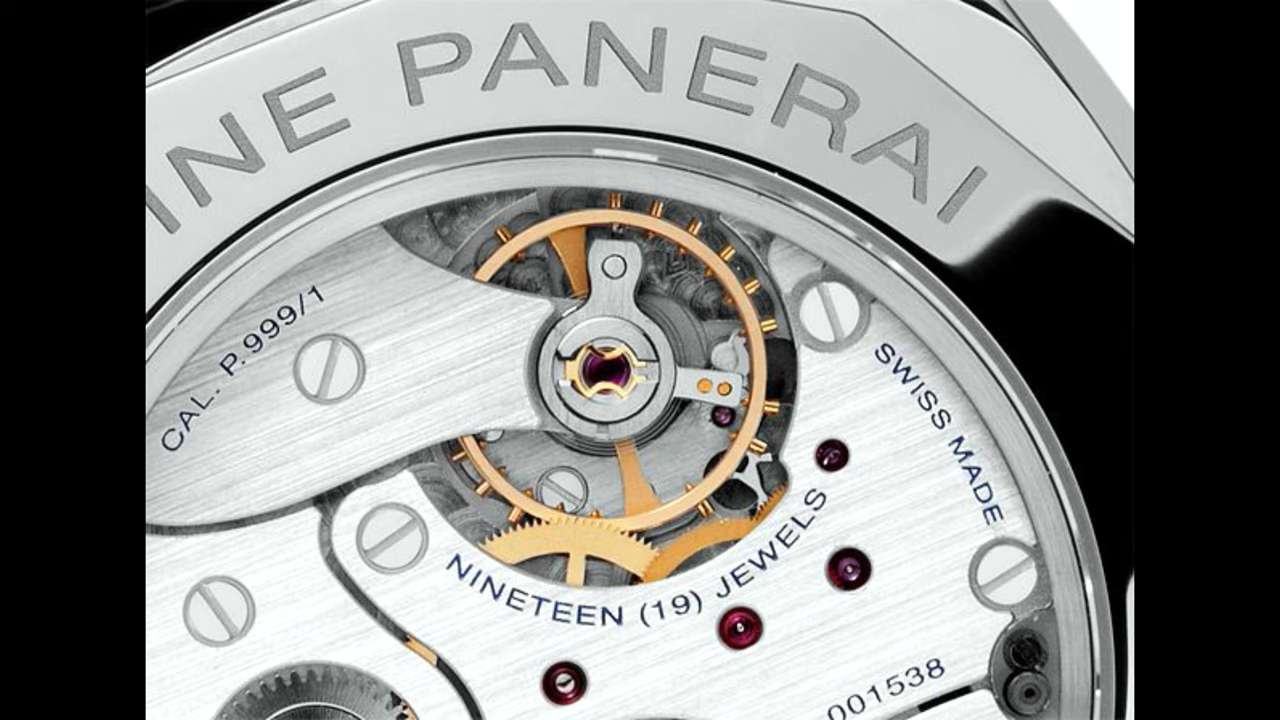 INE PANERAI
CAL. P.999/1
SWISS MADE
NINETEEN (19) JEWELS
001538